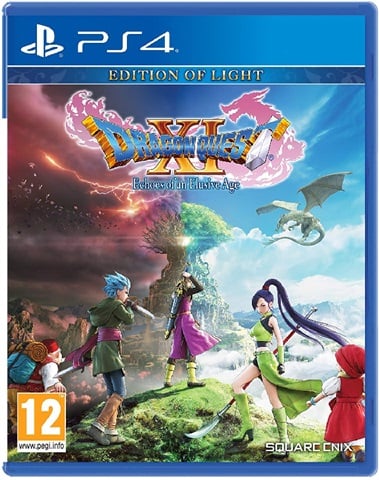 PS4
EDITION OF LIGHT
DRAGON QUEST
XI
Echoes of an Elusive Age
12
www.pegi.info
SQUARE ENIX